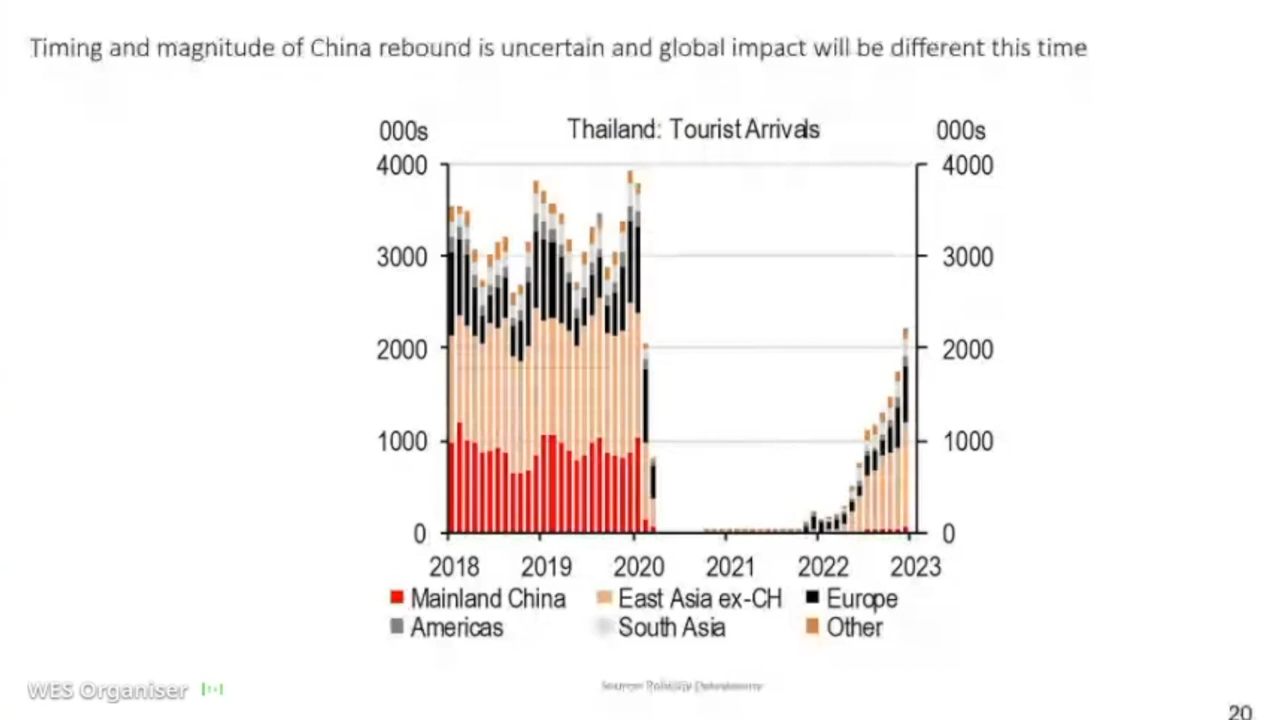 Timing and magnitude of China rebound is uncertain and global impact will be different this time
000s Thailand: Tourist Arrivals 000s
4000 4000
3000 3000
2000 2000
1000 1000
0 0
2018 2019 2020 2021 2022 2023
Mainland China East Asia ex-CH Europe
Americas South Asia Other
WES Organiser
20